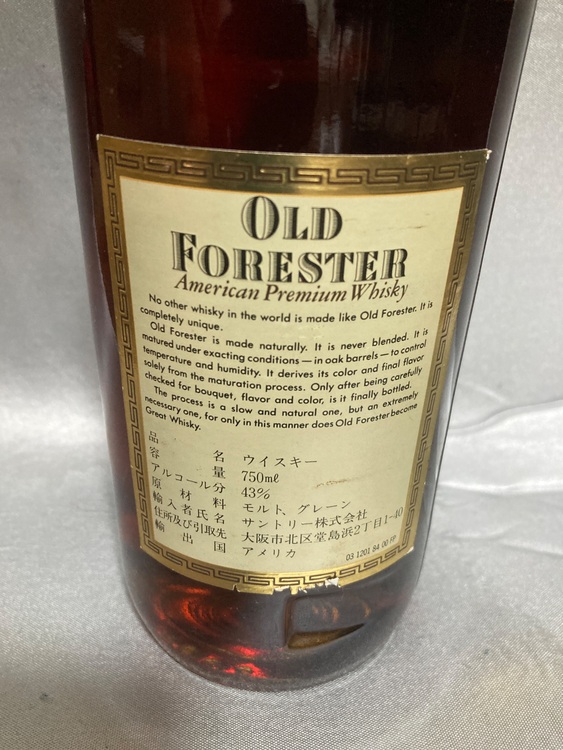 OLD
FORESTER
American Premium Whisky
No other whisky in the world is made like Old Forester. It is
completely unique.
Old Forester is made naturally. It is never blended. It is
matured under exacting conditions — in oak barrels — to control
temperature and humidity. It derives its color and final flavor
solely from the maturation process. Only after being carefully
checked for bouquet, flavor and color, is it finally bottled.
The process is a slow and natural one, but an extremely
necessary one, for only in this manner does Old Forester become
Great Whisky.
品名 ウイスキー
容量 750ml
アルコール分 43%
原材料 モルト、グレーン
輸入者氏名 サントリー株式会社
住所及び引取先 大阪市北区堂島浜2丁目1-40
輸出国 アメリカ
03 1201 94 00 FP